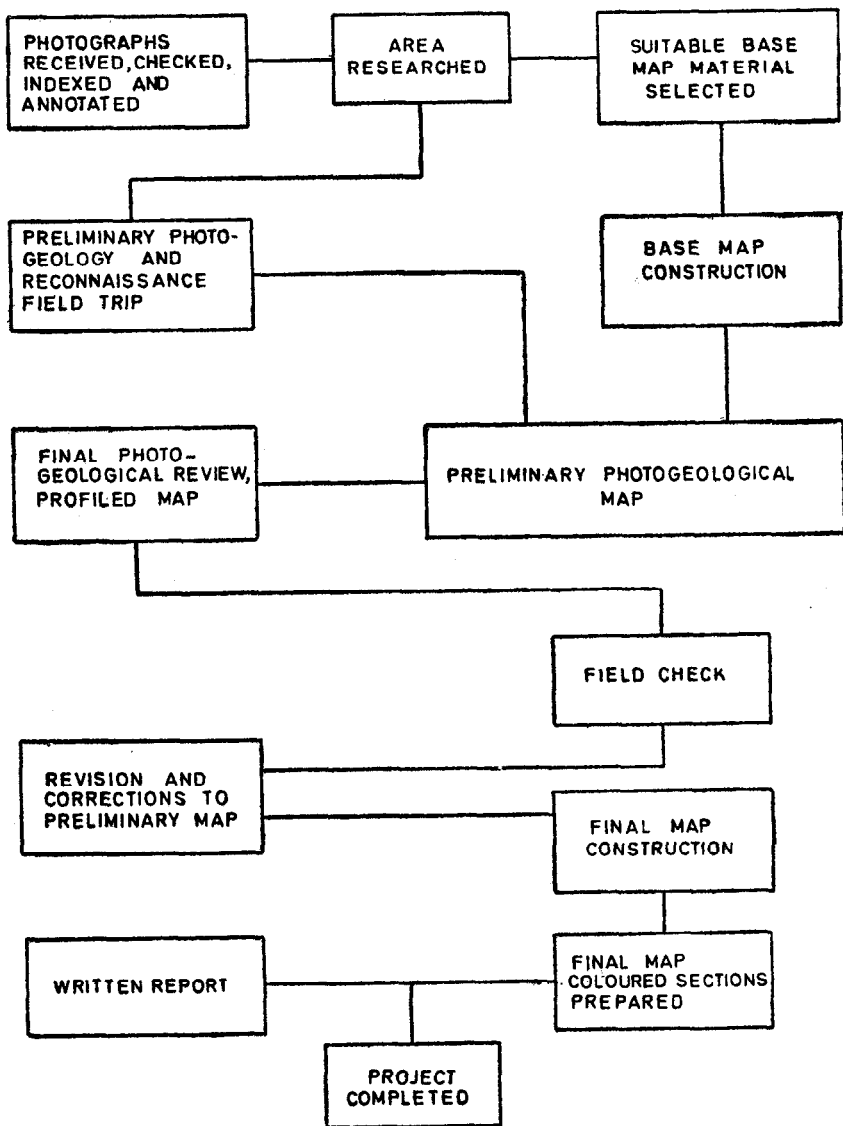 PHOTOGRAPHS
RECEIVED, CHECKED,
INDEXED AND
ANNOTATED
AREA
RESEARCHED
SUITABLE BASE
MAP MATERIAL
SELECTED
PRELIMINARY PHOTO-
GEOLOGY AND
RECONNAISSANCE
FIELD TRIP
BASE MAP
CONSTRUCTION
FINAL PHOTO-
GEOLOGICAL REVIEW,
PROFILED MAP
PRELIMINARY PHOTOGEOLOGICAL
MAP
FIELD CHECK
REVISION AND
CORRECTIONS TO
PRELIMINARY MAP
FINAL MAP
CONSTRUCTION
WRITTEN REPORT
FINAL MAP
COLOURED SECTIONS
PREPARED
PROJECT
COMPLETED